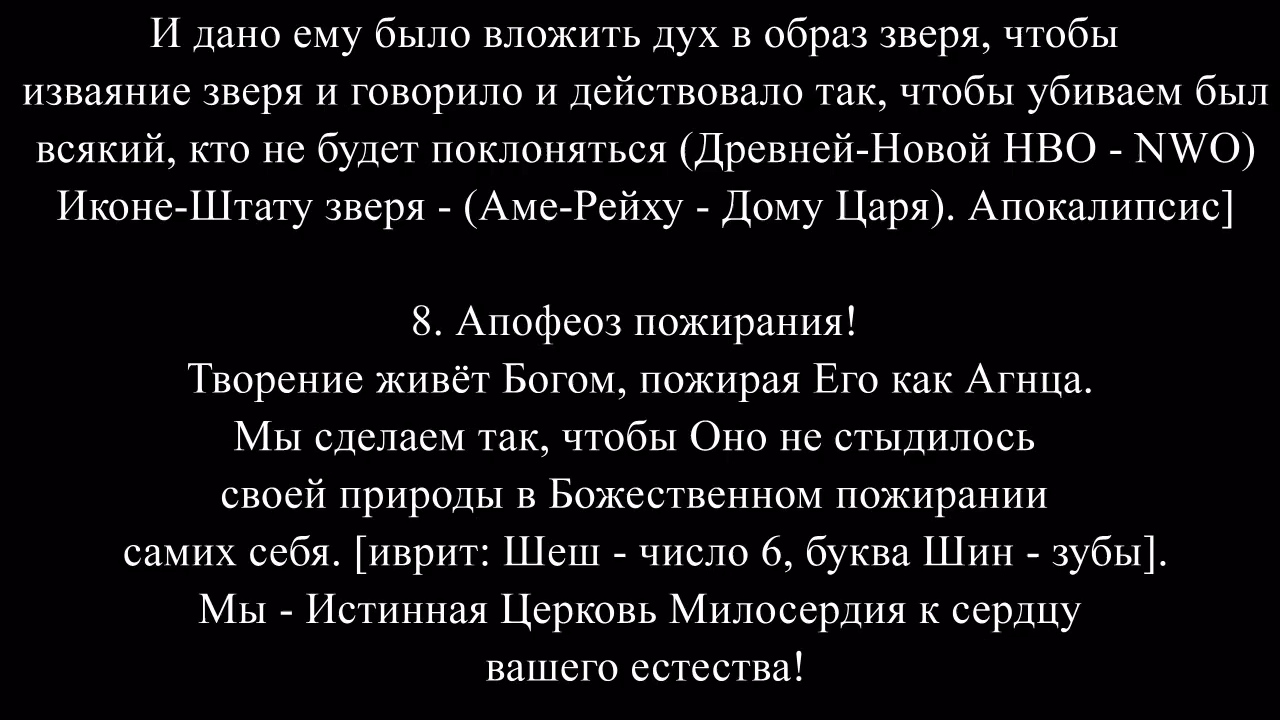 И дано ему было вложить дух в образ зверя, чтобы
изваяние зверя и говорило и действовало так, чтобы убиваем был
всякий, кто не будет поклоняться (Древней-Новой НВО - NWO)
Иконе-Штату зверя - (Аме-Рейху - Дому Царя). Апокалипсис]
8. Апофеоз пожирания!
Творение живёт Богом, пожирая Его как Агнца.
Мы сделаем так, чтобы Оно не стыдилось
своей природы в Божественном пожирании
самих себя. [иврит: Шеш - число 6, буква Шин - зубы].
Мы - Истинная Церковь Милосердия к сердцу
вашего естества!